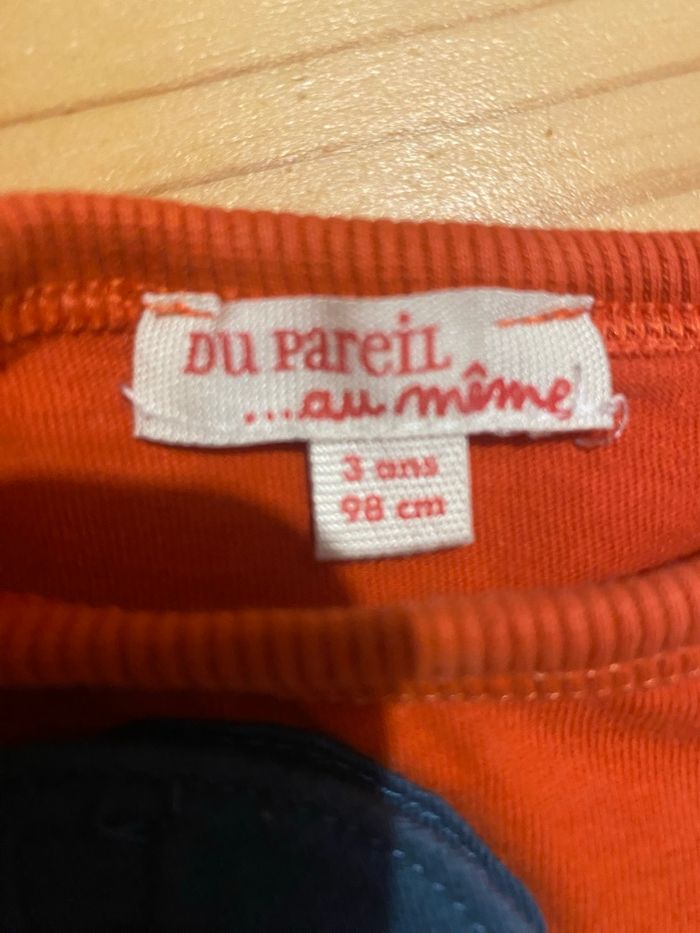 DU PAREIL
...au même
3 ans
98 cm